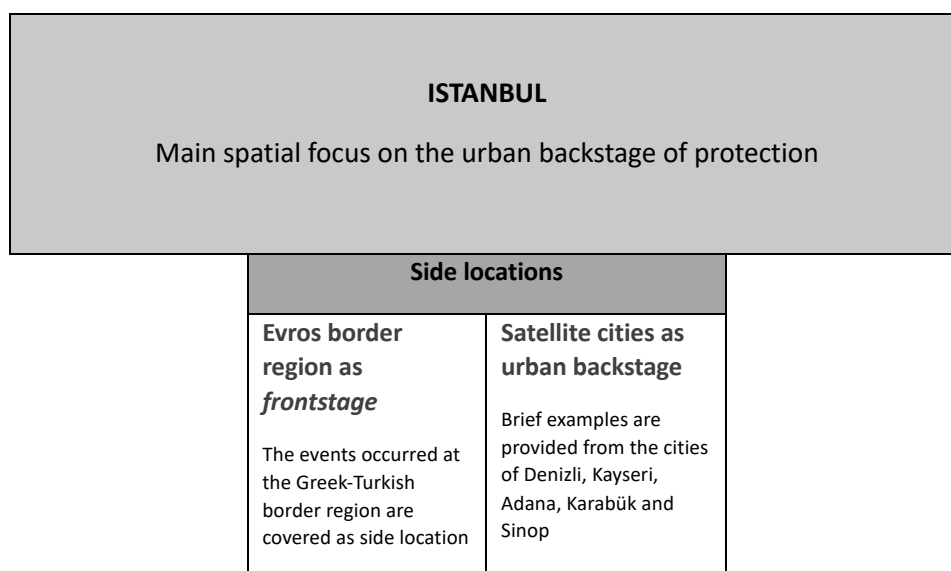 ISTANBUL
Main spatial focus on the urban backstage of protection
Side locations
Evros border
region as
frontstage
The events occurred at
the Greek-Turkish
border region are
covered as side location
Satellite cities as
urban backstage
Brief examples are
provided from the cities
of Denizli, Kayseri,
Adana, Karabük and
Sinop